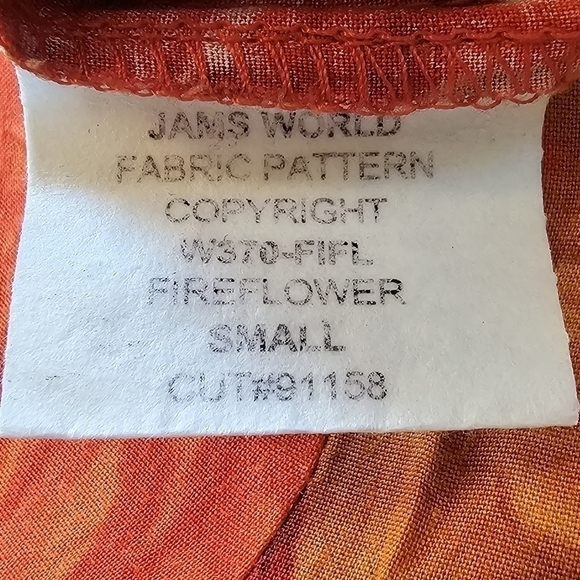 JAMS WORLD
FABRIC PATTERN
COPYRIGHT
W370-FIFL
FIREFLOWER
SMALL
CUT#91158